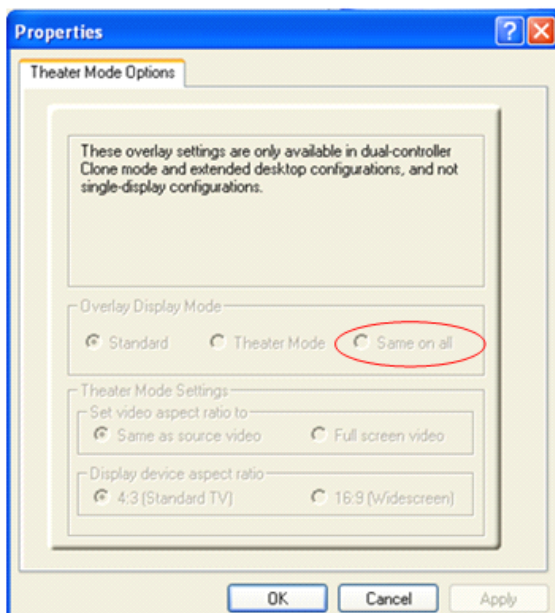 Properties
Theater Mode Options
These overlay settings are only available in dual-controller
Clone mode and extended desktop configurations, and not
single-display configurations.
Overlay Display Mode
Standard Theater Mode Same on all
Theater Mode Settings
Set video aspect ratio to
Same as source video Full screen video
Display device aspect ratio
4:3 (Standard TV) 16:9 (Widescreen)
OK Cancel Apply